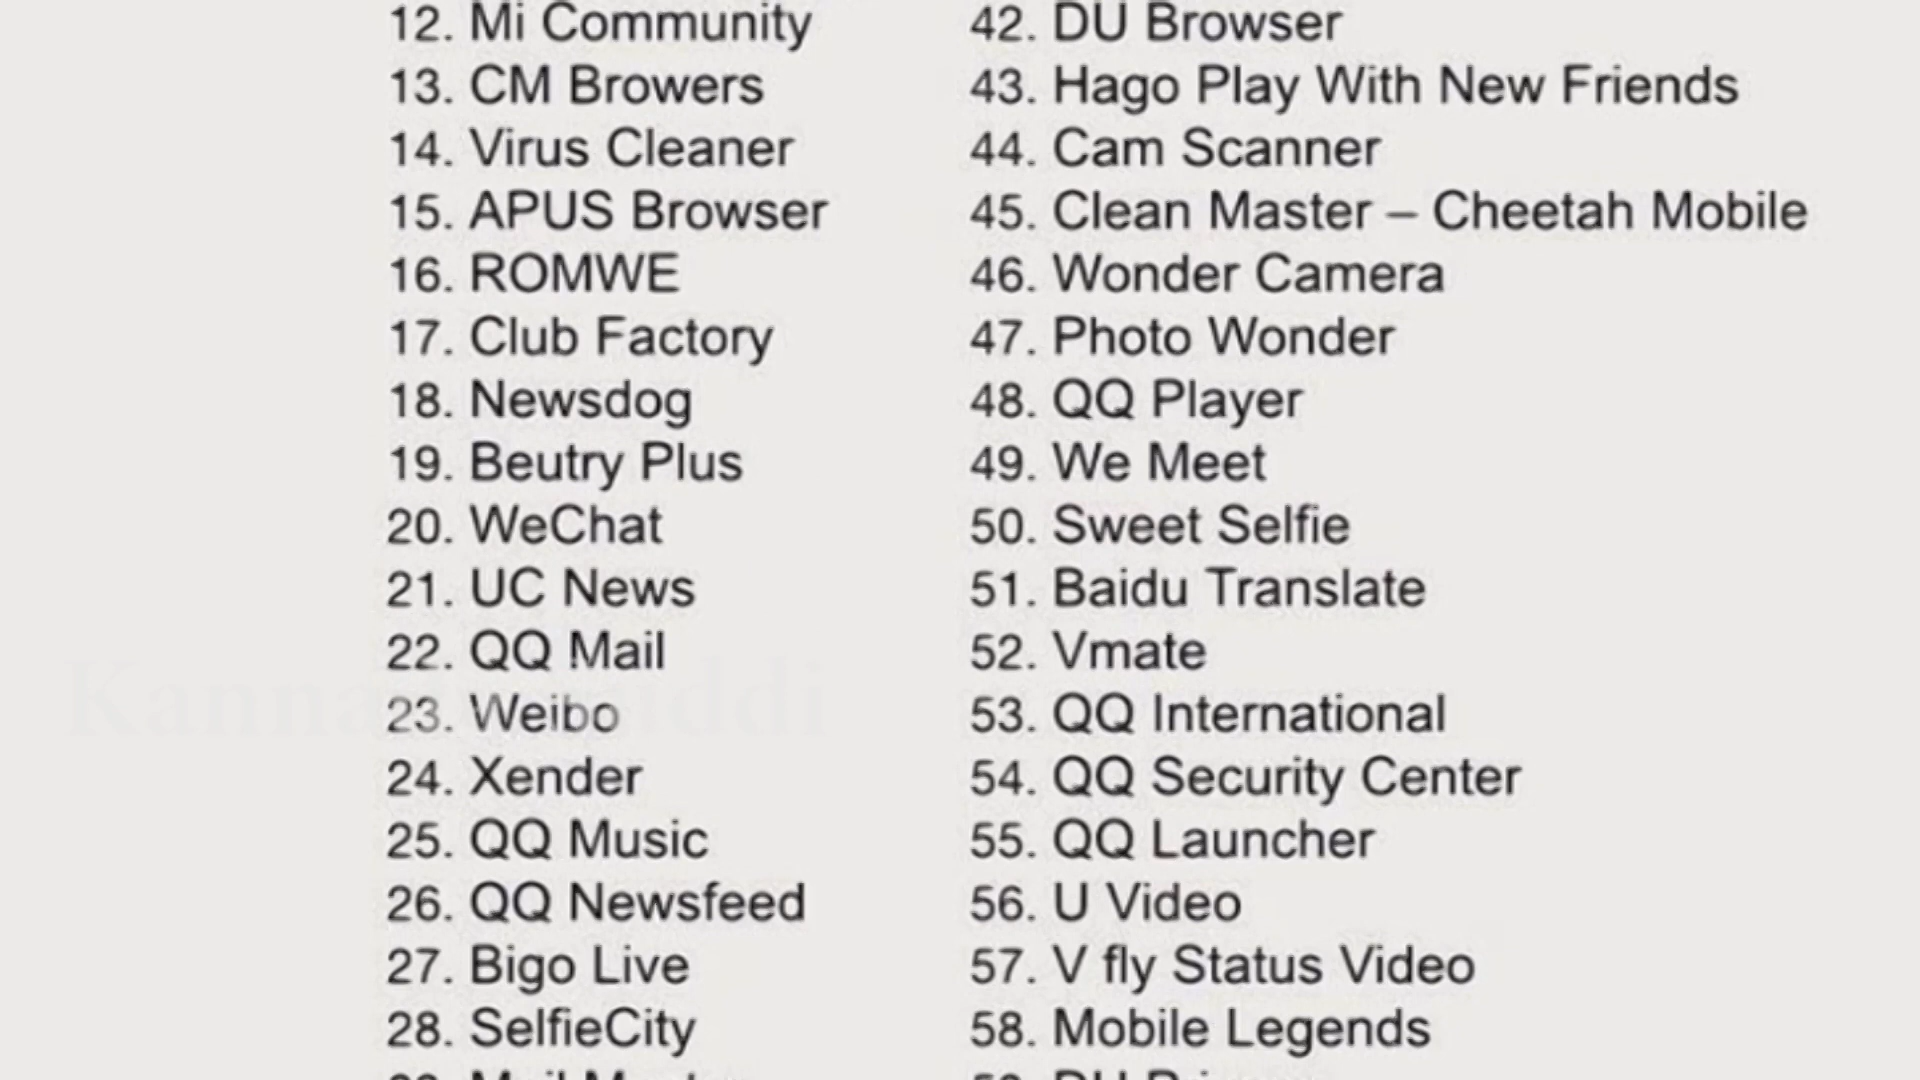 12. Mi Community
13. CM Browers
14. Virus Cleaner
15. APUS Browser
16. ROMWE
17. Club Factory
18. Newsdog
19. Beutry Plus
20. WeChat
21. UC News
22. QQ Mail
23. Weibo
24. Xender
25. QQ Music
26. QQ Newsfeed
27. Bigo Live
28. SelfieCity
42. DU Browser
43. Hago Play With New Friends
44. Cam Scanner
45. Clean Master – Cheetah Mobile
46. Wonder Camera
47. Photo Wonder
48. QQ Player
49. We Meet
50. Sweet Selfie
51. Baidu Translate
52. Vmate
53. QQ International
54. QQ Security Center
55. QQ Launcher
56. U Video
57. V fly Status Video
58. Mobile Legends